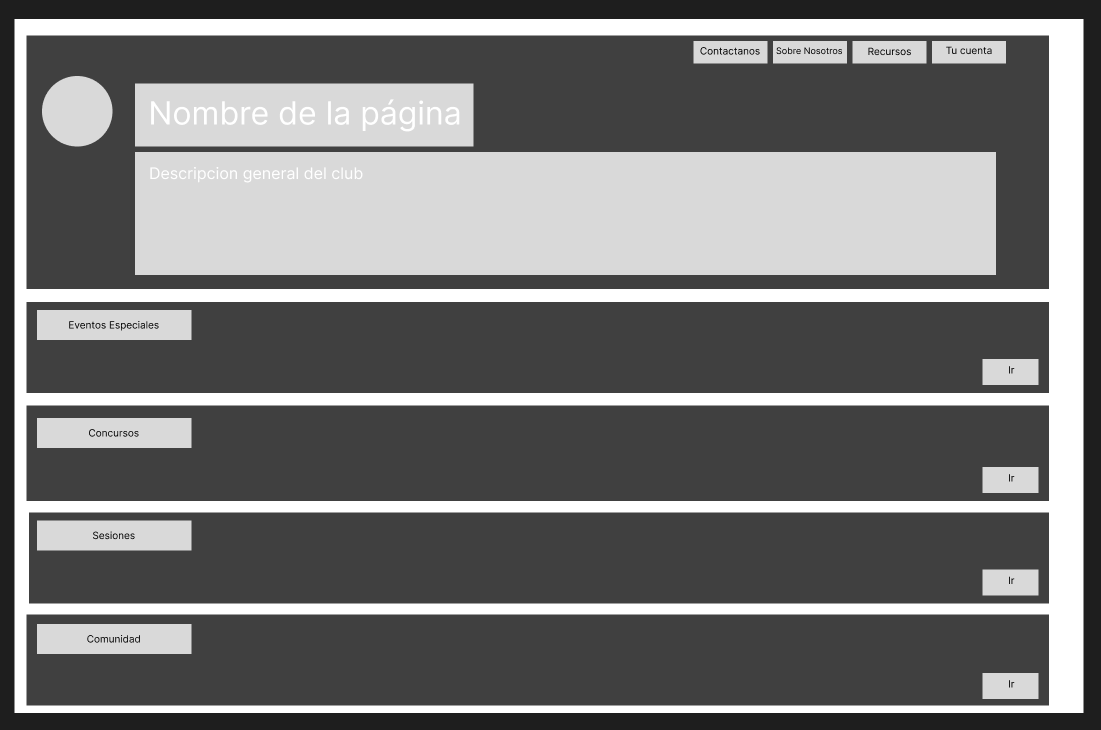 Contactanos
Sobre Nosotros
Recursos
Tu cuenta
Nombre de la página
Descripcion general del club
Eventos Especiales
Ir
Concursos
Ir
Sesiones
Ir
Comunidad
Ir